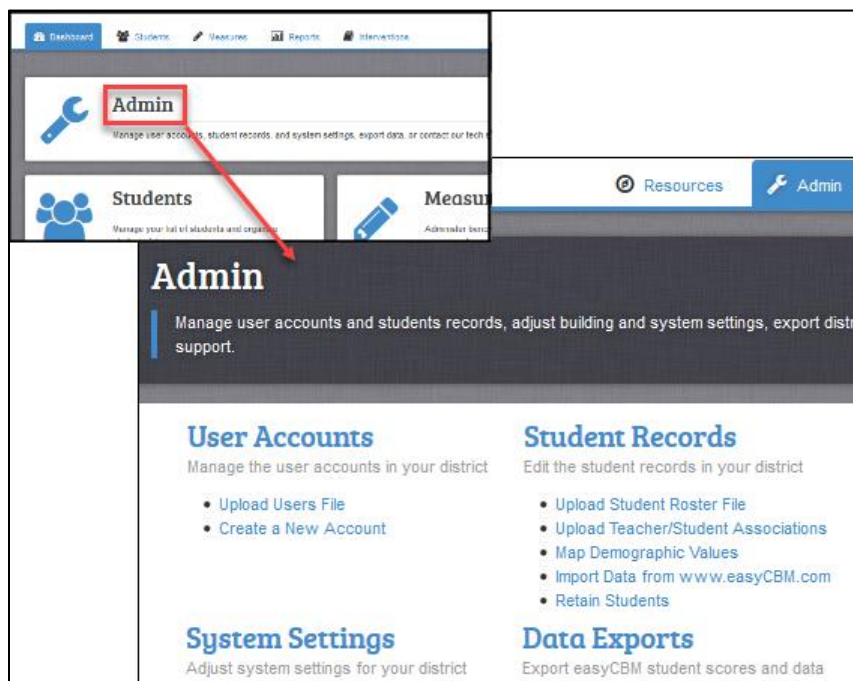 Dashboard Students Measures Reports Interventions
Admin
Manage user accounts, student records, and system settings, export data, or contact our tech
Students
Manage your list of students and organize
Measu
Administer benc
Resources Admin
Admin
Manage user accounts and students records, adjust building and system settings, export distr
support.
User Accounts
Manage the user accounts in your district
Upload Users File
Create a New Account
Student Records
Edit the student records in your district
Upload Student Roster File
Upload Teacher/Student Associations
Map Demographic Values
Import Data from www.easyCBM.com
Retain Students
System Settings
Adjust system settings for your district
Data Exports
Export easyCBM student scores and data